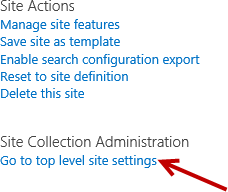 Site Actions
Manage site features
Save site as template
Enable search configuration export
Reset to site definition
Delete this site
Site Collection Administration
Go to top level site settings